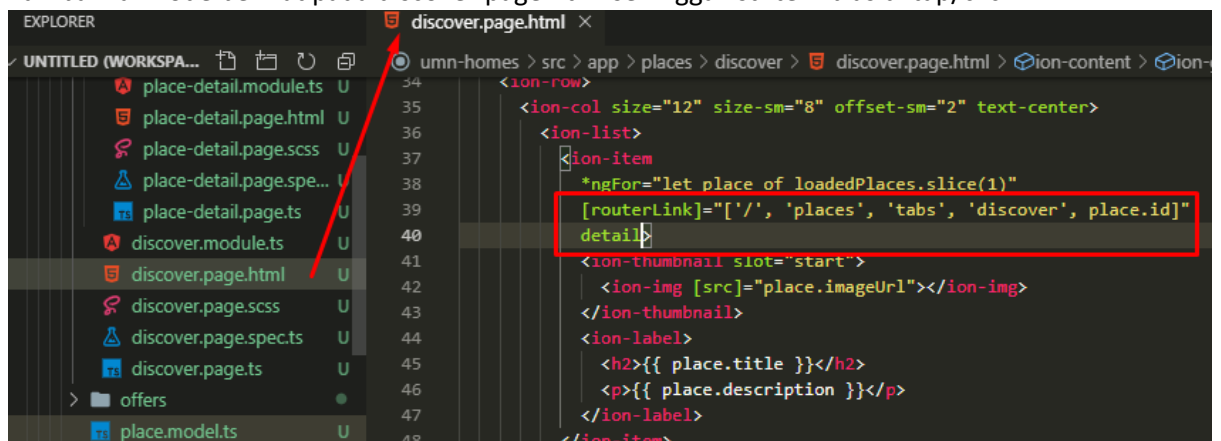 EXPLORER
discover.page.html ×
UNTITLED (WORKSPA...
umn-homes > src > app > places > discover > discover.page.html > ion-content > ion-
place-detail.module.ts U
place-detail.page.html U
place-detail.page.scss U
place-detail.page.spe... U
place-detail.page.ts U
discover.module.ts U
discover.page.html U
discover.page.scss U
discover.page.spec.ts U
discover.page.ts U
> offers
place.model.ts U
34 <ion-row>
35 <ion-col size="12" size-sm="8" offset-sm="2" text-center>
36 <ion-list>
37 <ion-item
38 *ngFor="let place of loadedPlaces.slice(1)"
39 [routerLink]="['/', 'places', 'tabs', 'discover', place.id]"
40 detail>
41 <ion-thumbnail slot="start">
42 <ion-img [src]="place.imageUrl"></ion-img>
43 </ion-thumbnail>
44 <ion-label>
45 <h2>{{ place.title }}</h2>
46 <p>{{ place.description }}</p>
47 </ion-label>
48 </ion-item>